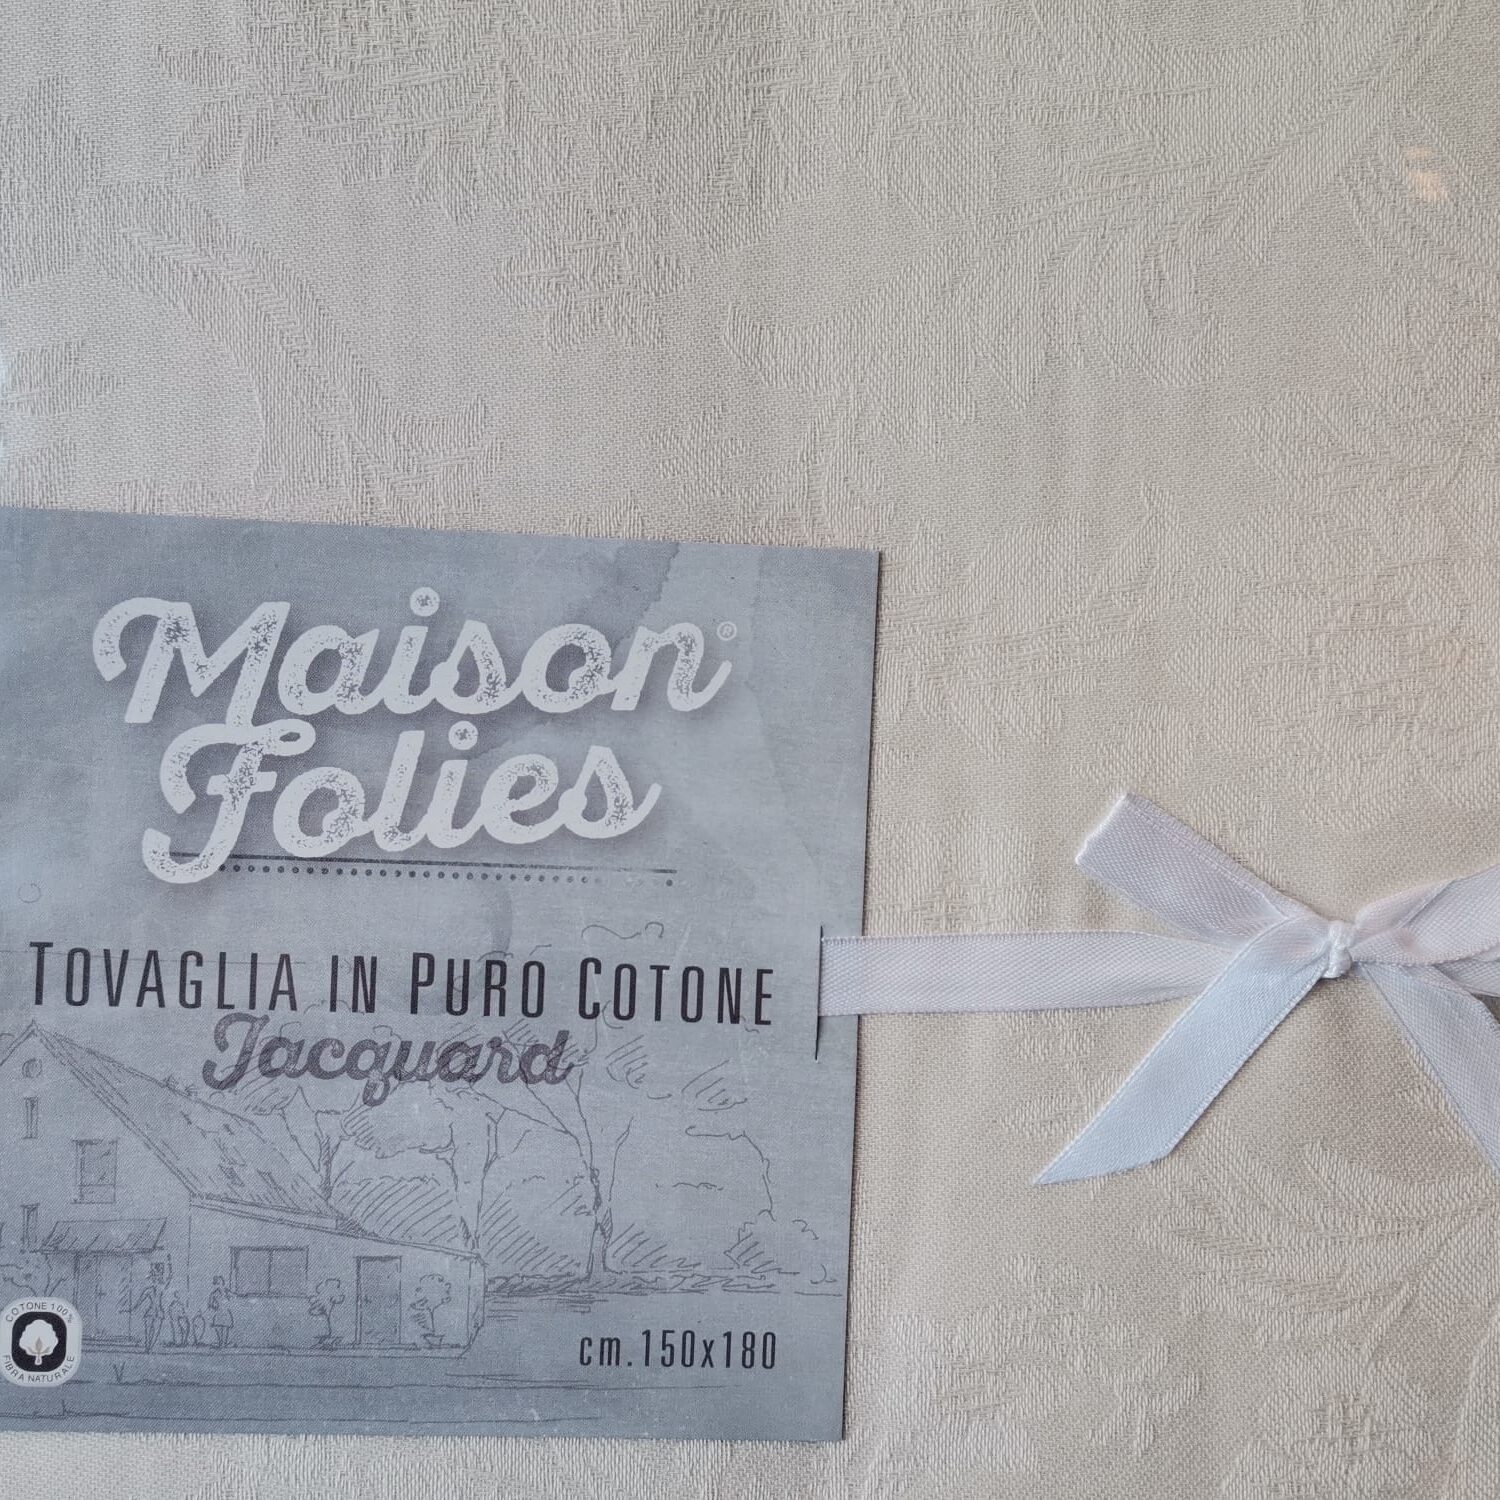 Maison®
Folies
TOVAGLIA IN PURO COTONE
Jacquard
COTONE 100%
FIBRA NATURALE
cm.150x180